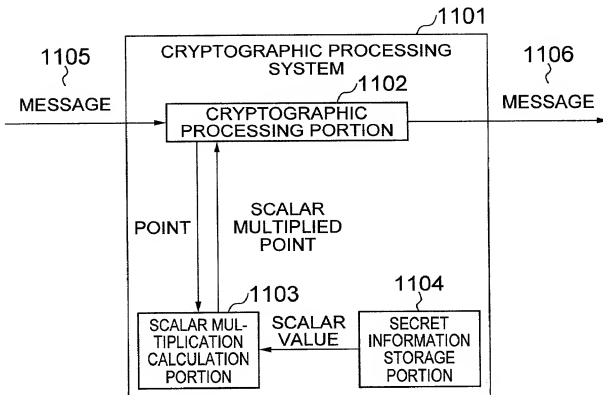 1101
CRYPTOGRAPHIC PROCESSING
SYSTEM
1105
1102
1106
MESSAGE
CRYPTOGRAPHIC
PROCESSING PORTION
MESSAGE
POINT
SCALAR
MULTIPLIED
POINT
1103
SCALAR MUL-
TIPLICATION
CALCULATION
PORTION
SCALAR
VALUE
1104
SECRET
INFORMATION
STORAGE
PORTION